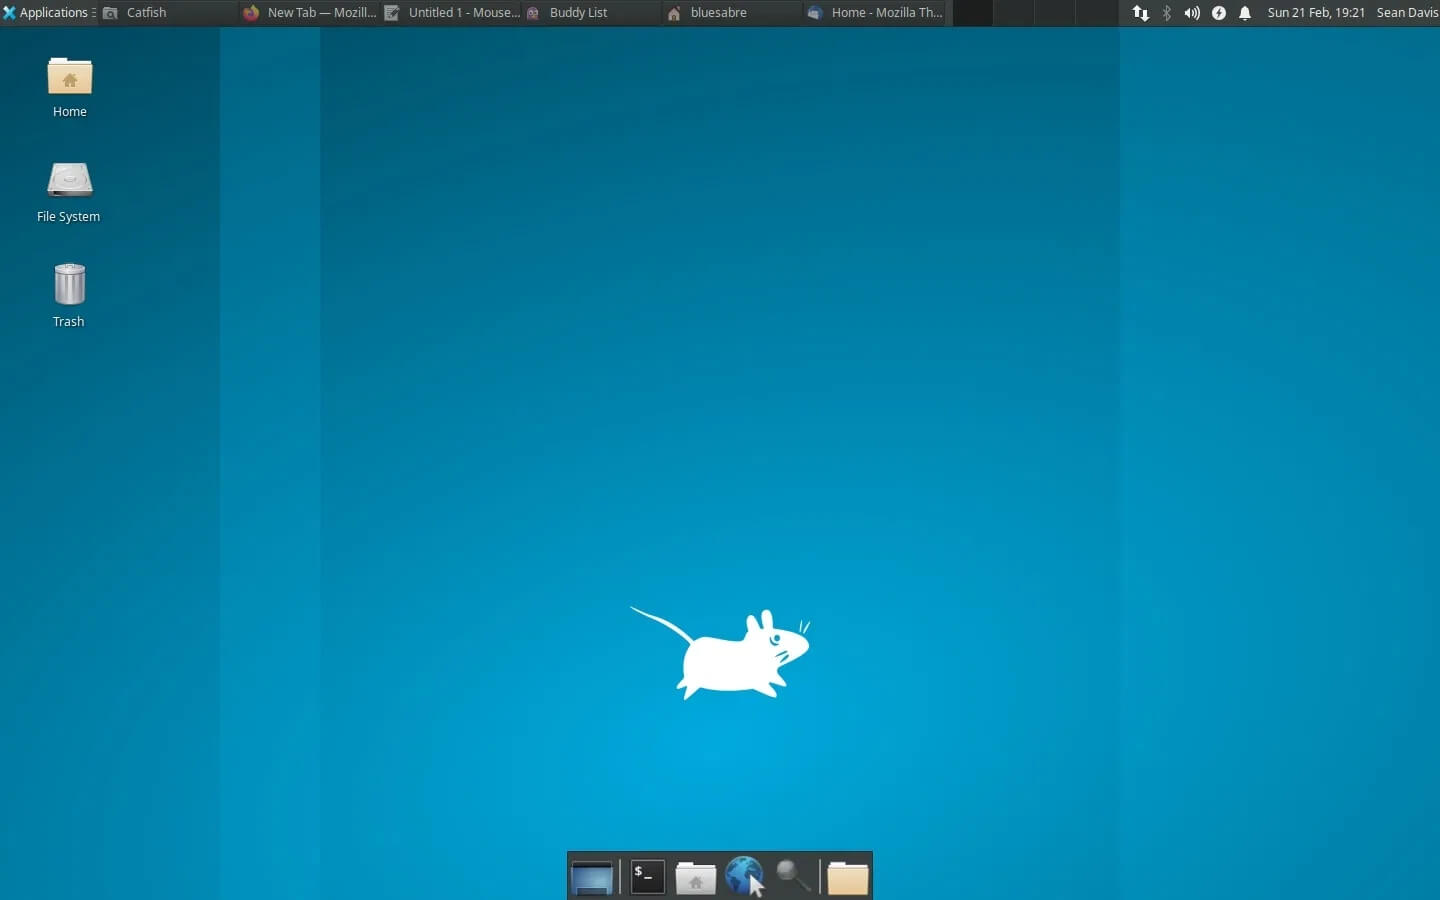 Applications Catfish New Tab — Mozill... Untitled 1 - Mouse... Buddy List bluesabre Home - Mozilla Th... Sun 21 Feb, 19:21 Sean Davis
Home
File System
Trash
$_